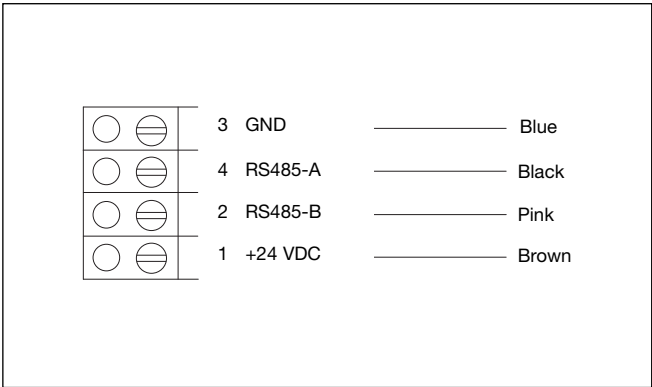 3 GND Blue
4 RS485-A Black
2 RS485-B Pink
1 +24 VDC Brown